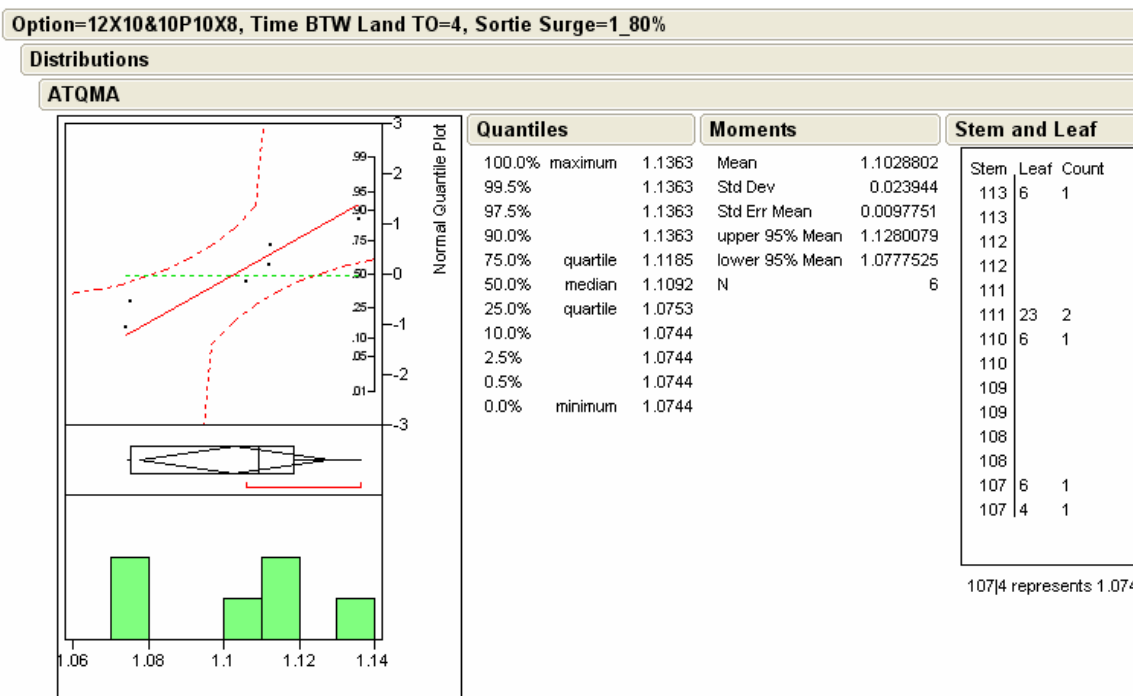 Option=12X10&10P10X8, Time BTW Land TO=4, Sortie Surge=1_80%
Distributions
ATQMA
3
2
1
0
-1
-2
-3
.99
.95
.90
.75
.50
.25
.10
.05
.01
Normal Quantile Plot
1.06 1.08 1.1 1.12 1.14
Quantiles
100.0% maximum 1.1363
99.5% 1.1363
97.5% 1.1363
90.0% 1.1363
75.0% quartile 1.1185
50.0% median 1.1092
25.0% quartile 1.0753
10.0% 1.0744
2.5% 1.0744
0.5% 1.0744
0.0% minimum 1.0744
Moments
Mean 1.1028802
Std Dev 0.023944
Std Err Mean 0.0097751
upper 95% Mean 1.1280079
lower 95% Mean 1.0777525
N 6
Stem and Leaf
Stem Leaf Count
113 6 1
113
112
112
111
111 23 2
110 6 1
110
109
109
108
108
107 6 1
107 4 1
107|4 represents 1.074